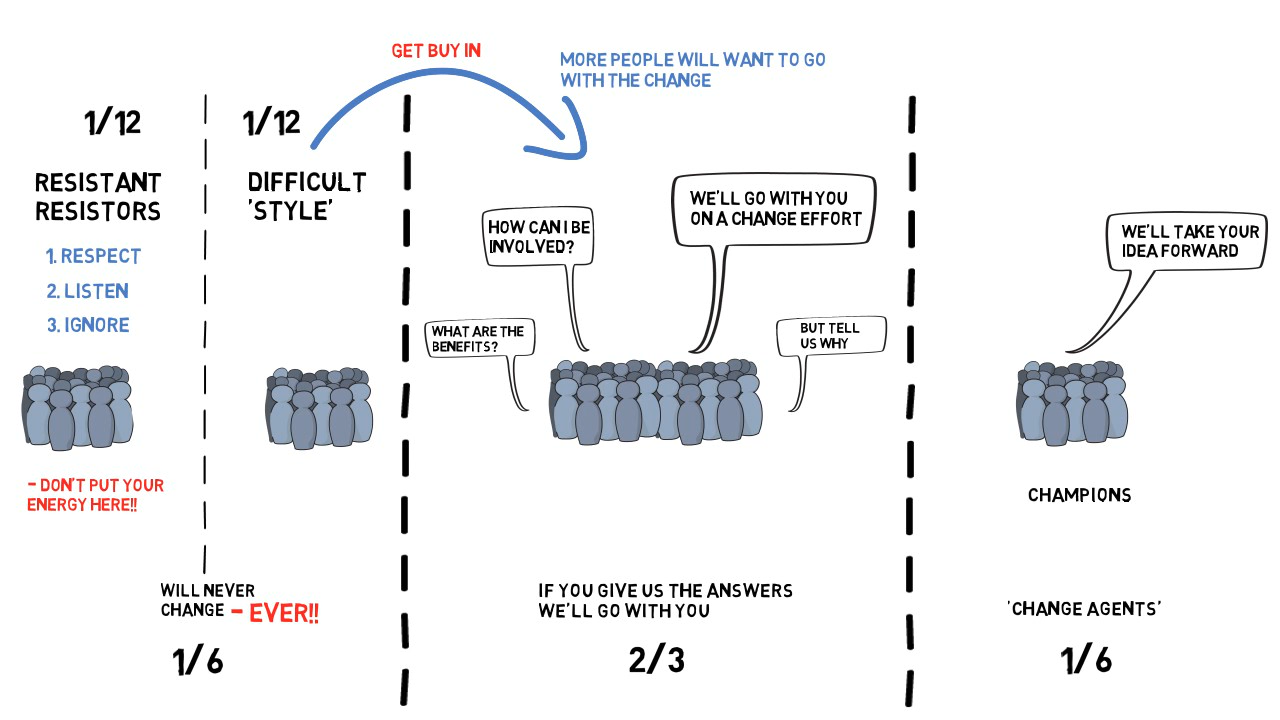 GET BUY IN
MORE PEOPLE WILL WANT TO GO
WITH THE CHANGE
1/12
RESISTANT
RESISTORS
1. RESPECT
2. LISTEN
3. IGNORE
- DON'T PUT YOUR
ENERGY HERE!!
1/12
DIFFICULT
'STYLE'
WILL NEVER
CHANGE - EVER!!
1/6
HOW CAN I BE
INVOLVED?
WE'LL GO WITH YOU
ON A CHANGE EFFORT
WHAT ARE THE
BENEFITS?
BUT TELL
US WHY
IF YOU GIVE US THE ANSWERS
WE'LL GO WITH YOU
2/3
WE'LL TAKE YOUR
IDEA FORWARD
CHAMPIONS
'CHANGE AGENTS'
1/6